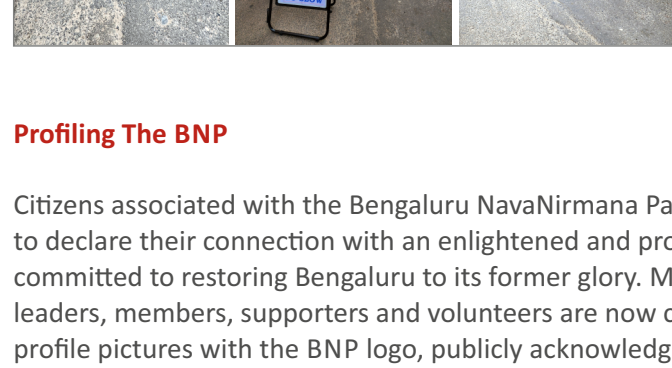 Profiling The BNP
Citizens associated with the Bengaluru NavaNirmana Pa
to declare their connection with an enlightened and pro
committed to restoring Bengaluru to its former glory. M
leaders, members, supporters and volunteers are now c
profile pictures with the BNP logo, publicly acknowledg